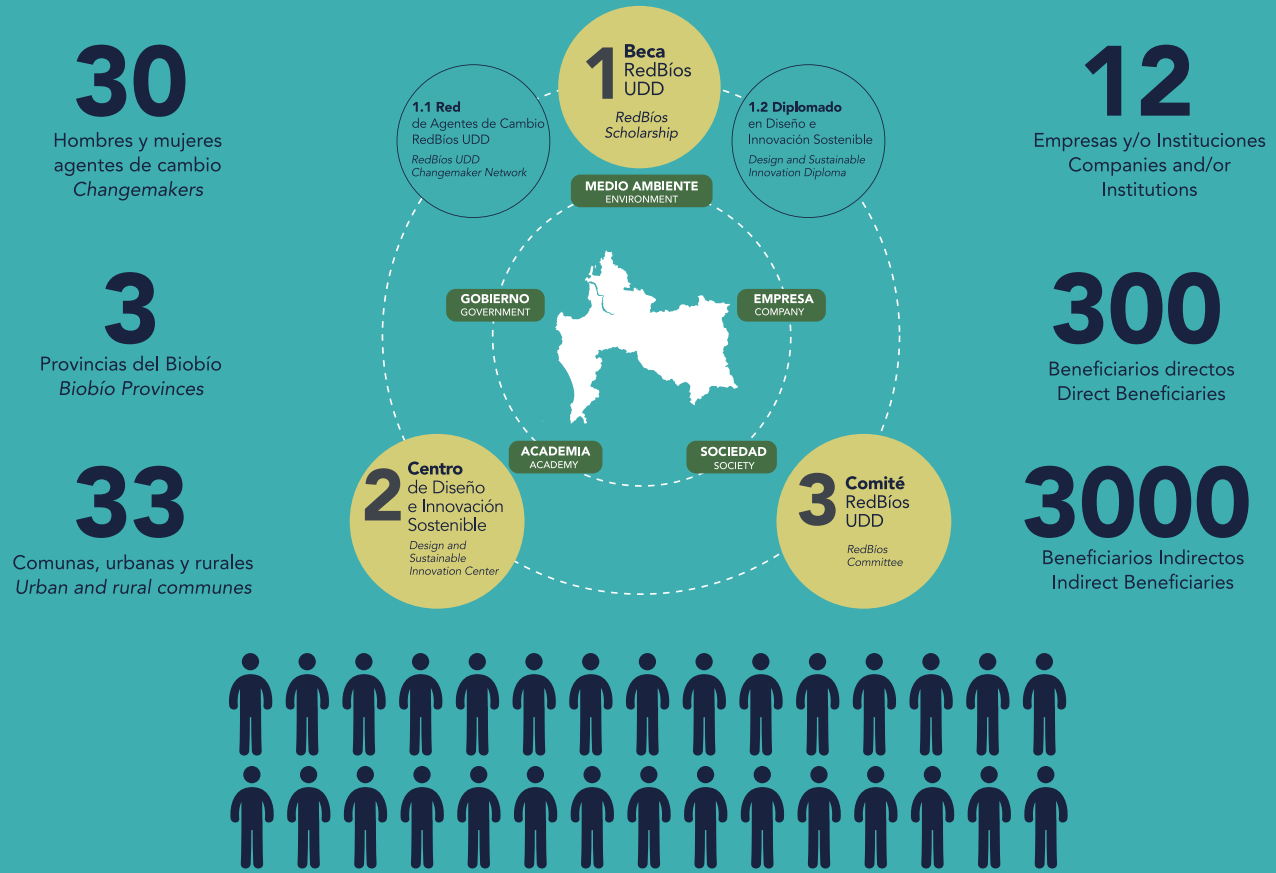 30
Hombres y mujeres
agentes de cambio
Changemakers
3
Provincias del Biobío
Biobío Provinces
33
Comunas, urbanas y rurales
Urban and rural communes
1
Beca
RedBíos
UDD
RedBíos
Scholarship
1.1 Red
de Agentes de Cambio
RedBíos UDD
RedBíos UDD
Changemaker Network
1.2 Diplomado
en Diseño e
Innovación Sostenible
Design and Sustainable
Innovation Diploma
MEDIO AMBIENTE
ENVIRONMENT
GOBIERNO
GOVERNMENT
EMPRESA
COMPANY
ACADEMIA
ACADEMY
SOCIEDAD
SOCIETY
2
Centro
de Diseño
e Innovación
Sostenible
Design and
Sustainable
Innovation Center
3
Comité
RedBíos
UDD
RedBíos
Committee
12
Empresas y/o Instituciones
Companies and/or
Institutions
300
Beneficiarios directos
Direct Beneficiaries
3000
Beneficiarios Indirectos
Indirect Beneficiaries